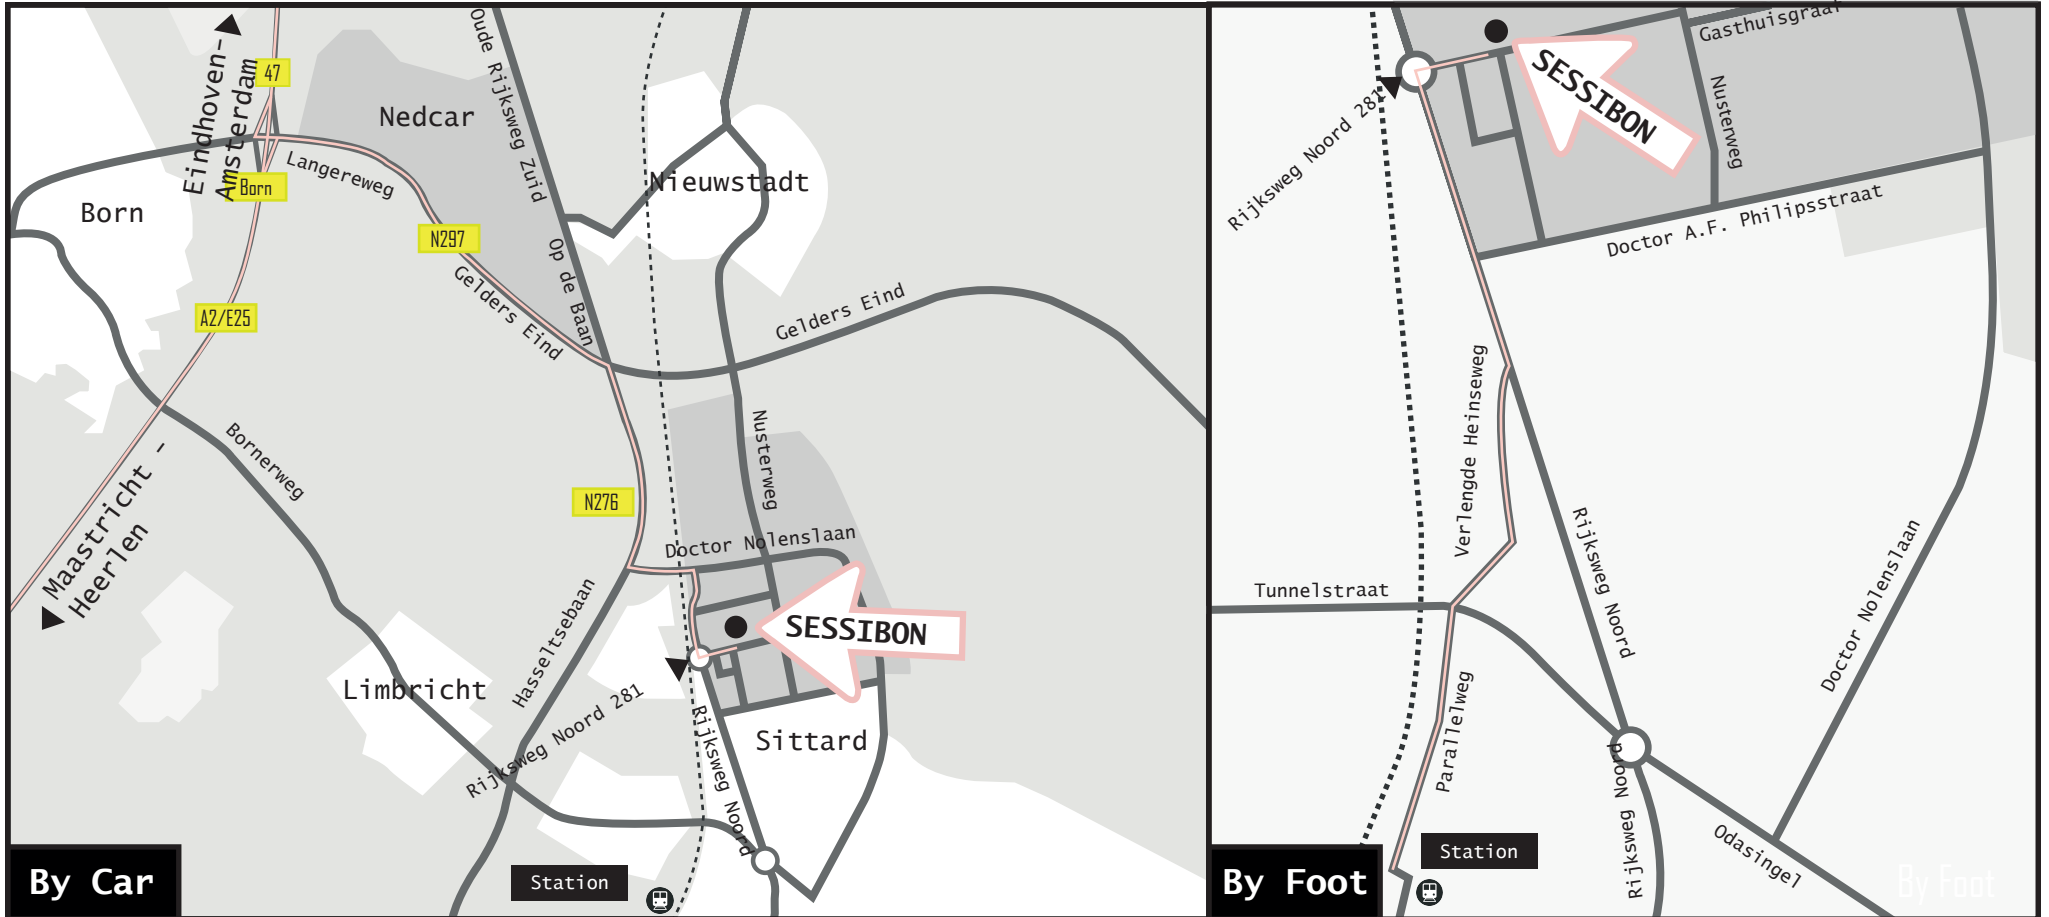 Eindhoven-
Amsterdam
47
Born
Born
Langereweg
Nedcar
Oude Rijksweg Zuid
Op de Baan
Nieuwstadt
N297
Gelders Eind
Gelders Eind
A2/E25
Maastricht -
Heerlen
Bornerweg
N276
Nusterweg
Doctor Nolenslaan
SESSIBON
Hasseltsebaan
Limbricht
Rijksweg Noord 281
Rijksweg Noord
Sittard
Station
By Car
Gasthuisgraaf
SESSIBON
Nusterweg
Rijksweg Noord 281
Doctor A.F. Philipsstraat
Verlengde Heinseweg
Rijksweg Noord
Doctor Nolenslaan
Tunnelstraat
Parallelweg
Rijksweg Noord
Odasingel
Station
By Foot
By Foot